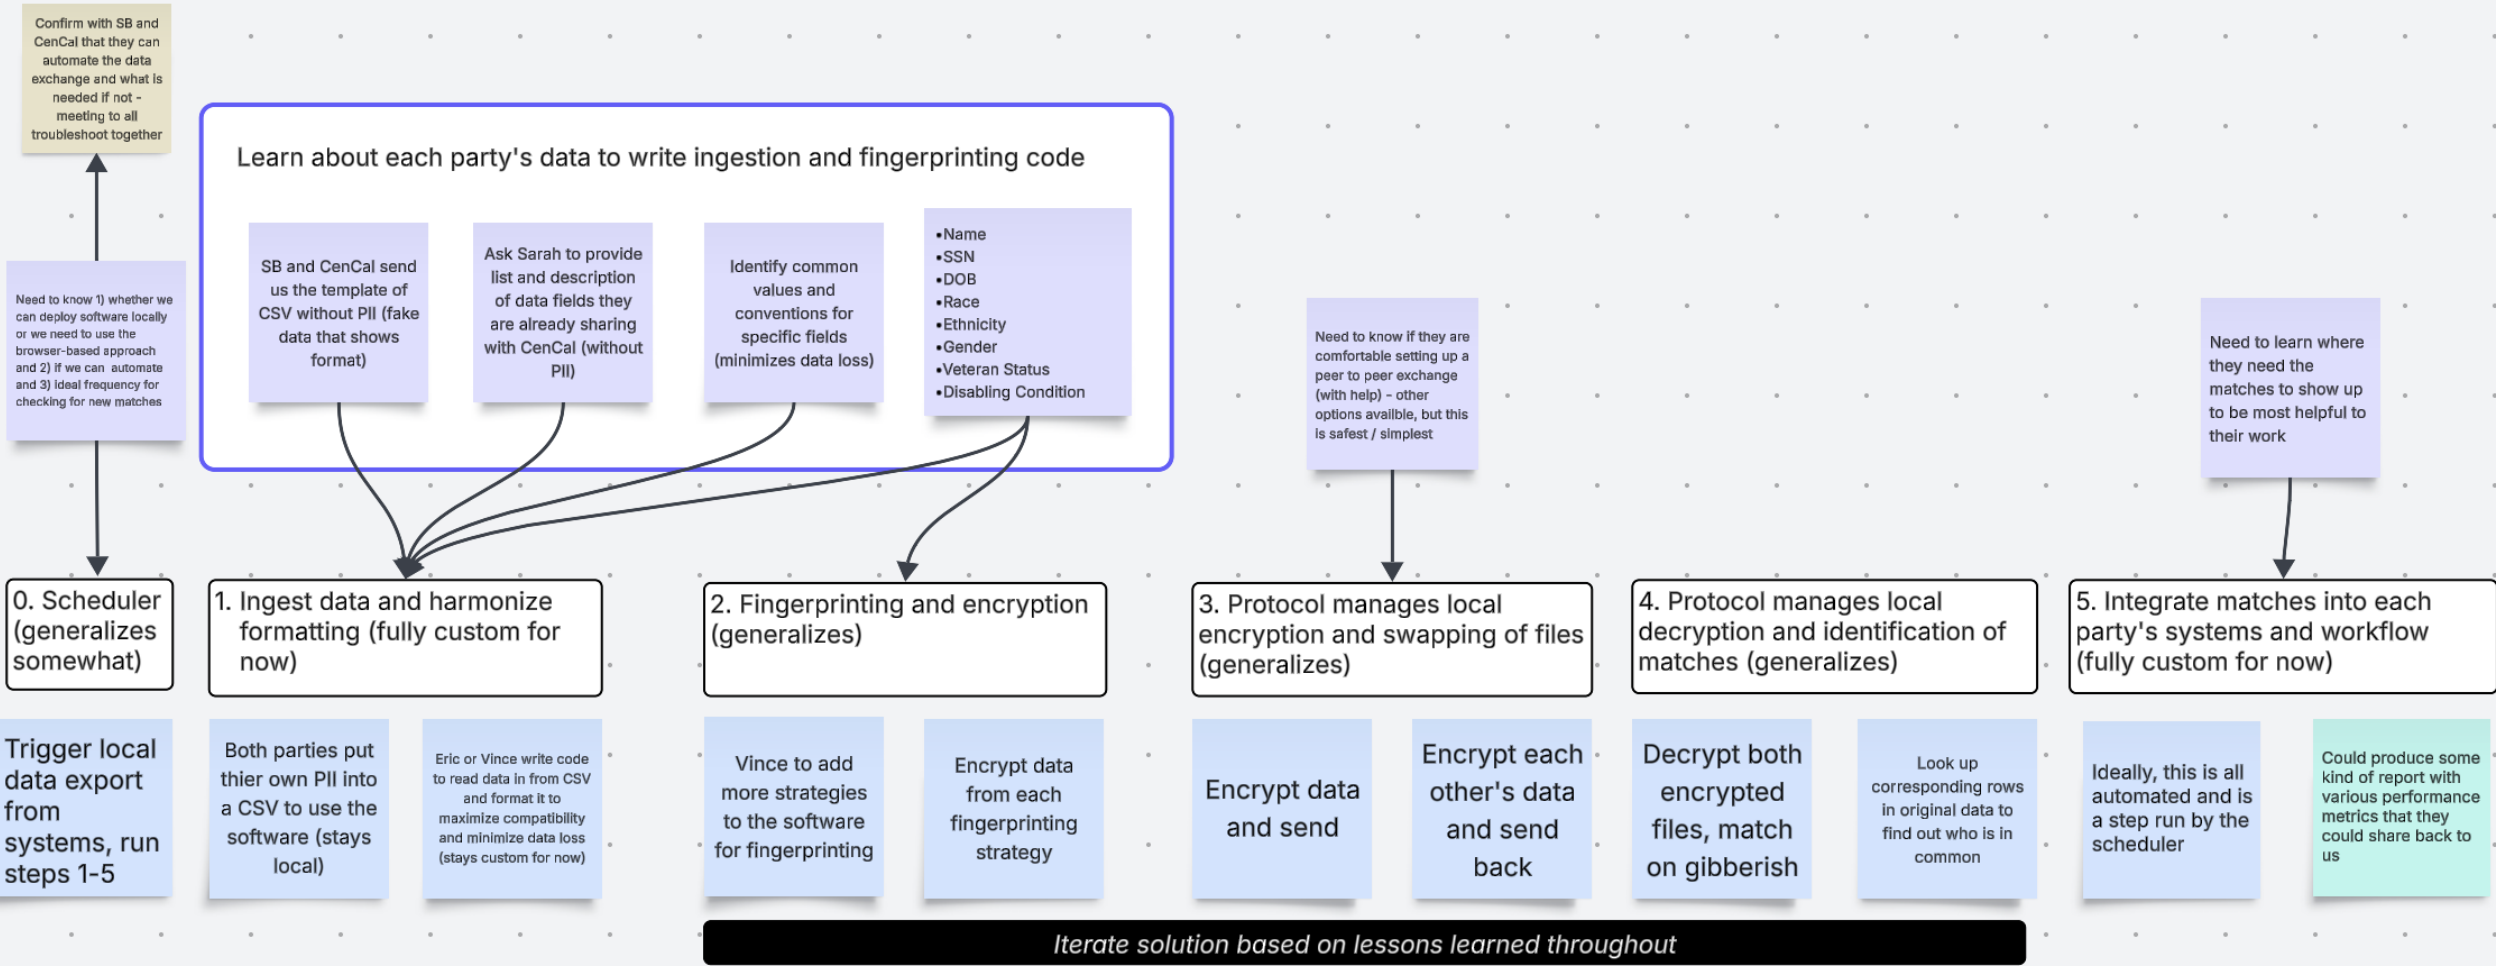 Confirm with SB and
CenCal that they can
automate the data
exchange and what is
needed if not -
meeting to all
troubleshoot together
Need to know 1) whether we
can deploy software locally
or we need to use the
browser-based approach
and 2) if we can automate
and 3) ideal frequency for
checking for new matches
Learn about each party's data to write ingestion and fingerprinting code
SB and CenCal send
us the template of
CSV without PII (fake
data that shows
format)
Ask Sarah to provide
list and description
of data fields they
are already sharing
with CenCal (without
PII)
Identify common
values and
conventions for
specific fields
(minimizes data loss)
•Name
•SSN
•DOB
•Race
•Ethnicity
•Gender
•Veteran Status
•Disabling Condition
Need to know if they are
comfortable setting up a
peer to peer exchange
(with help) - other
options availble, but this
is safest / simplest
Need to learn where
they need the
matches to show up
to be most helpful to
their work
0. Scheduler
(generalizes
somewhat)
1. Ingest data and harmonize
formatting (fully custom for
now)
2. Fingerprinting and encryption
(generalizes)
3. Protocol manages local
encryption and swapping of files
(generalizes)
4. Protocol manages local
decryption and identification of
matches (generalizes)
5. Integrate matches into each
party's systems and workflow
(fully custom for now)
Trigger local
data export
from
systems, run
steps 1-5
Both parties put
thier own PII into
a CSV to use the
software (stays
local)
Eric or Vince write code
to read data in from CSV
and format it to
maximize compatibility
and minimize data loss
(stays custom for now)
Vince to add
more strategies
to the software
for fingerprinting
Encrypt data
from each
fingerprinting
strategy
Encrypt data
and send
Encrypt each
other's data
and send
back
Decrypt both
encrypted
files, match
on gibberish
Look up
corresponding rows
in original data to
find out who is in
common
Ideally, this is all
automated and is
a step run by the
scheduler
Could produce some
kind of report with
various performance
metrics that they
could share back to
us
Iterate solution based on lessons learned throughout